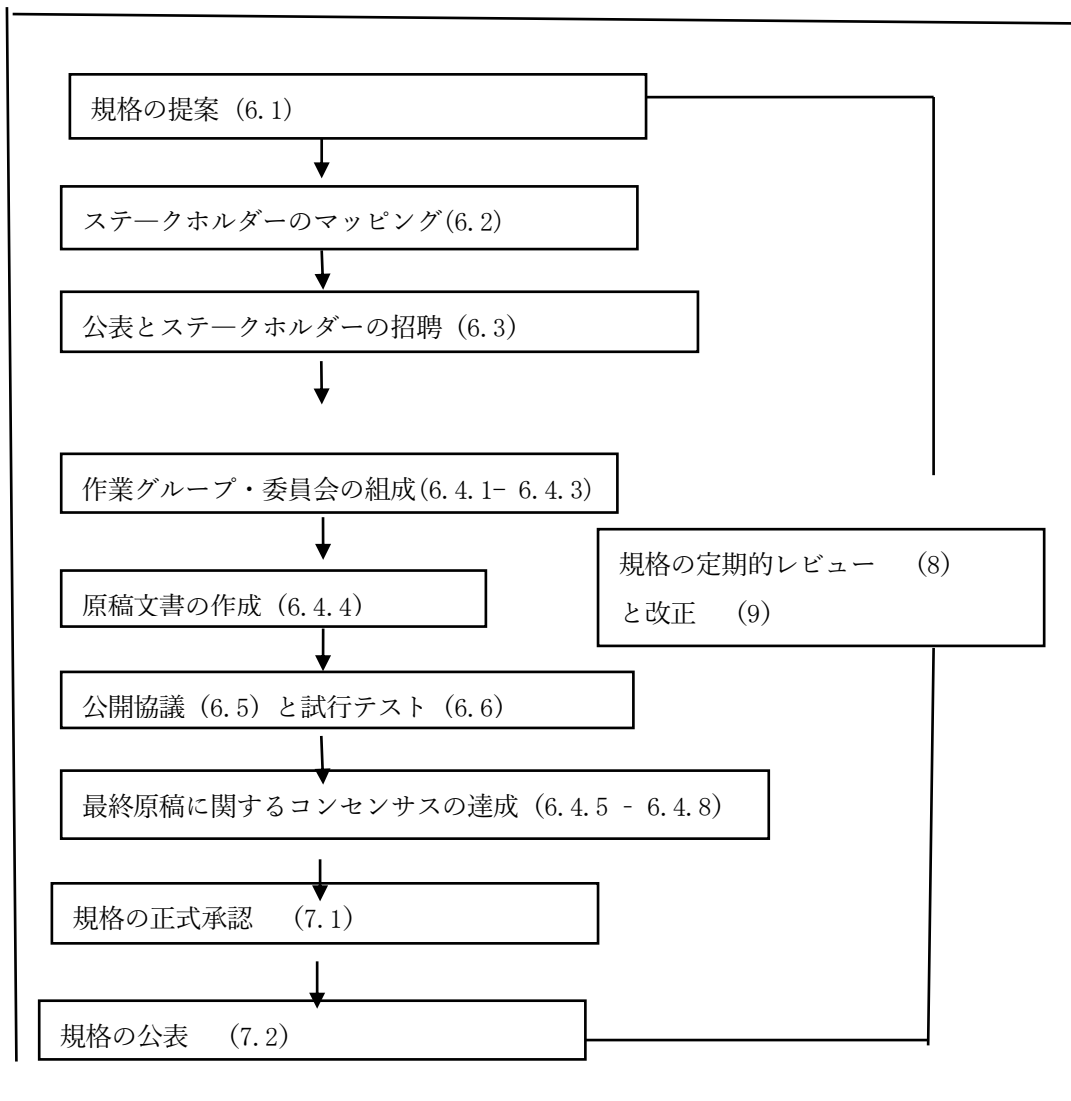 規格の提案 (6.1)
ステ―クホルダーのマッピング(6.2)
公表とステ―クホルダーの招聘 (6.3)
作業グループ・委員会の組成(6.4.1- 6.4.3)
規格の定期的レビュー (8)
と改正 (9)
原稿文書の作成 (6.4.4)
公開協議 (6.5) と試行テスト (6.6)
最終原稿に関するコンセンサスの達成 (6.4.5 - 6.4.8)
規格の正式承認 (7.1)
規格の公表 (7.2)